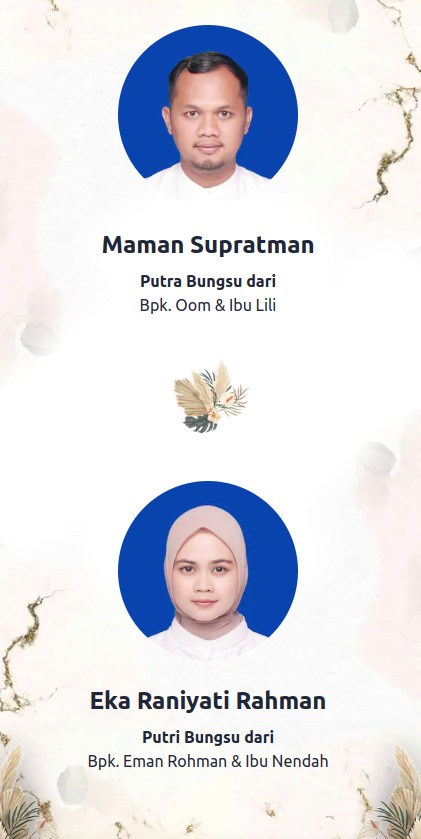 Maman Supratman
Putra Bungsu dari
Bpk. Oom & Ibu Lili
Eka Raniyati Rahman
Putri Bungsu dari
Bpk. Eman Rohman & Ibu Nendah